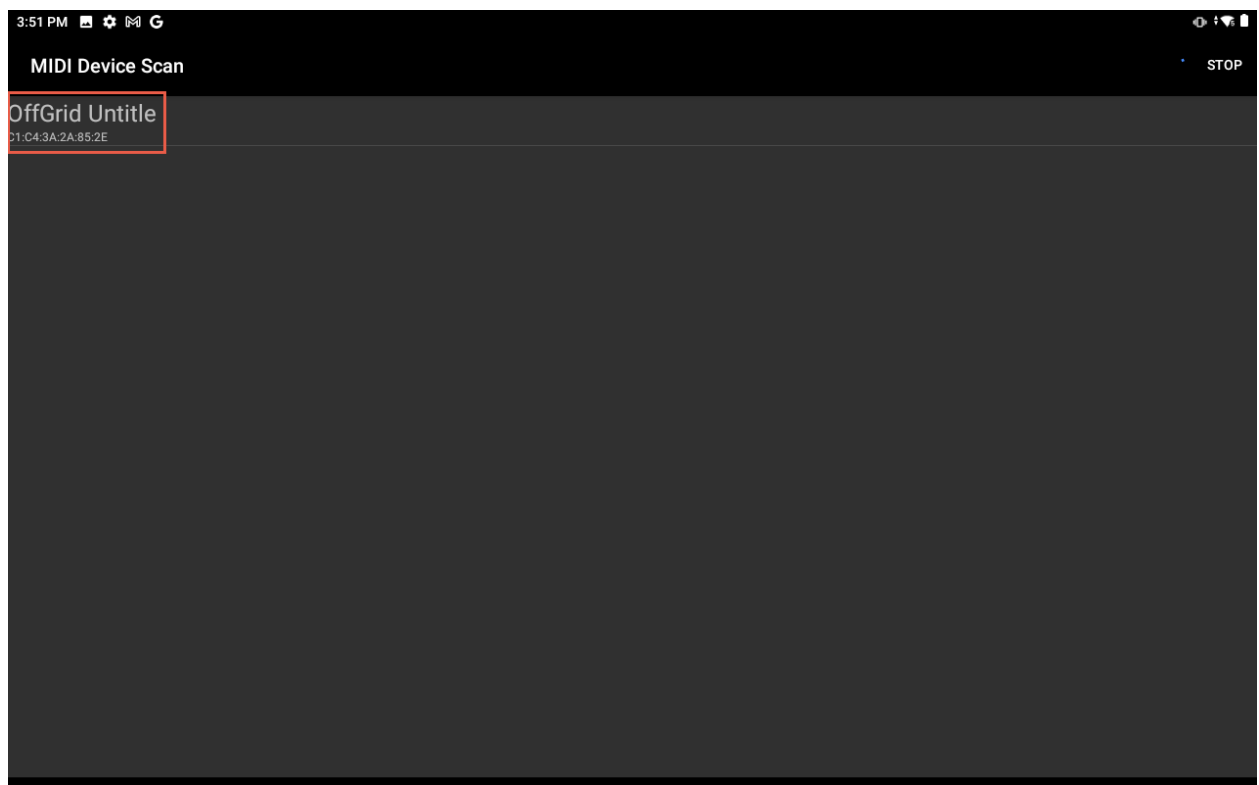 3:51 PM G
MIDI Device Scan
STOP
OffGrid Untitle
C1:C4:3A:2A:85:2E